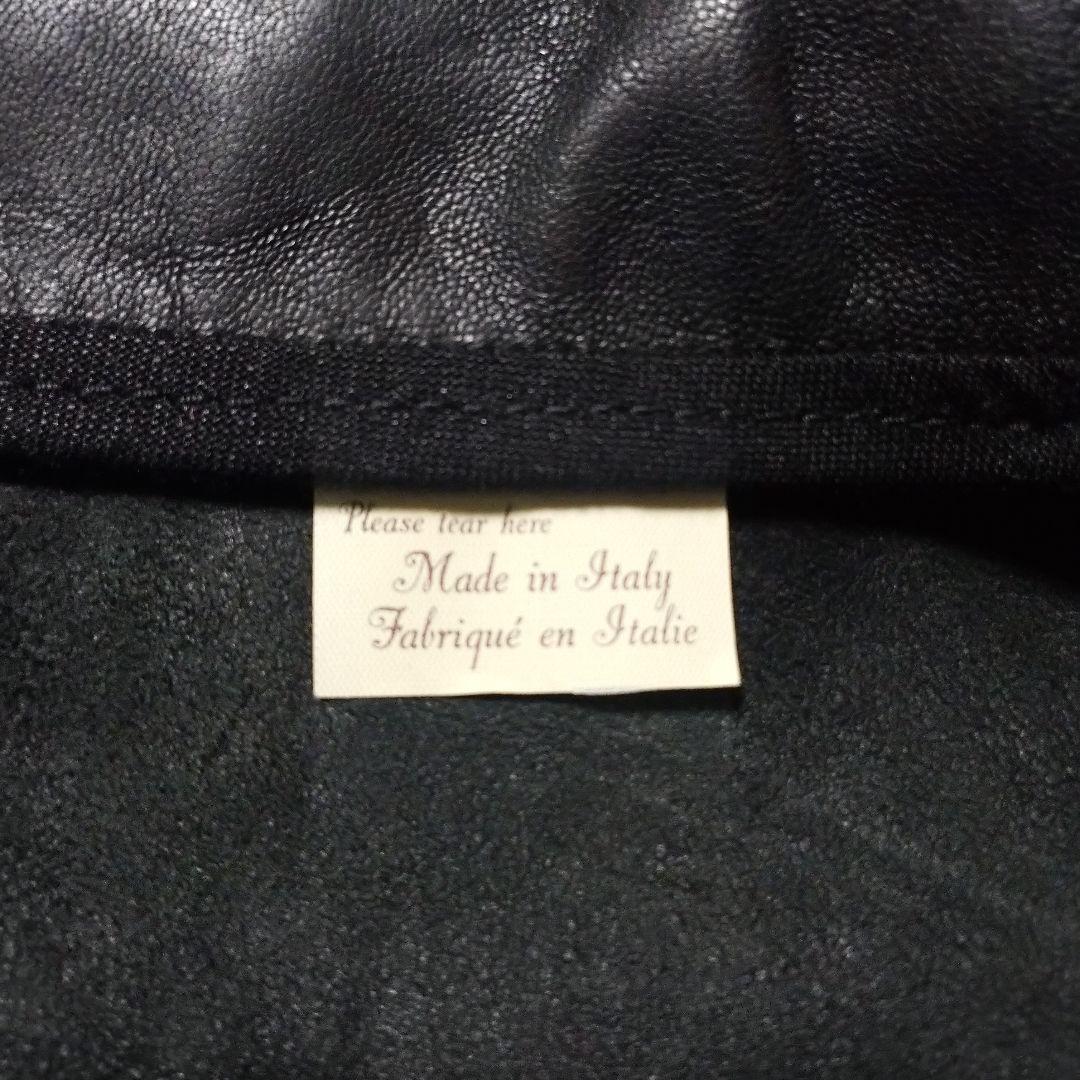 Please tear here
Made in Italy
Fabriqué en Italie